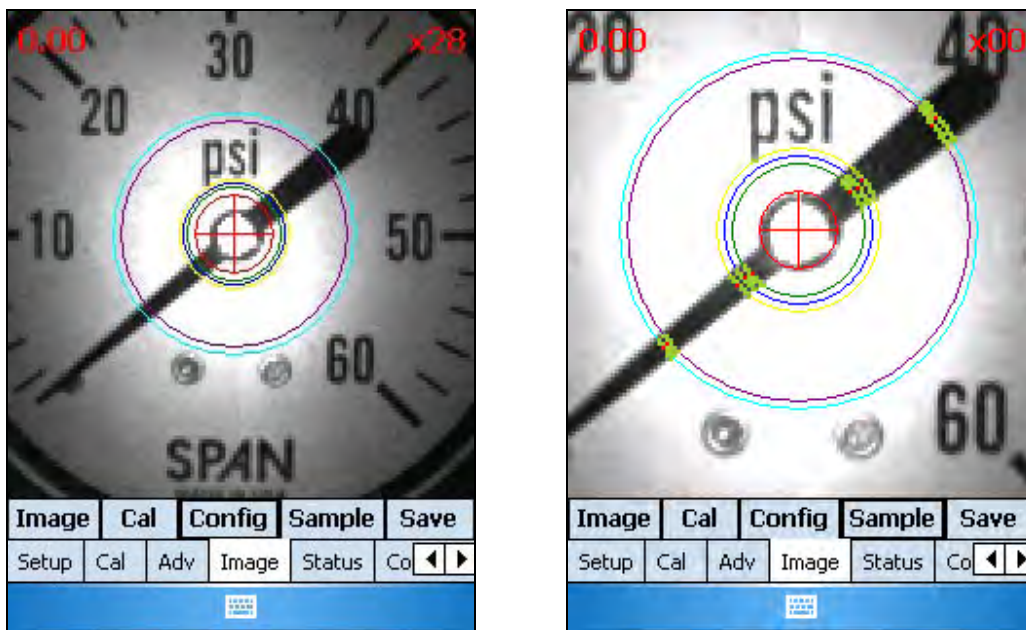 0.00 x28
30
20 40
psi
10 50
60
SPAN
Image Cal Config Sample Save
Setup Cal Adv Image Status Co
0.00 x00
20 40
psi
60
Image Cal Config Sample Save
Setup Cal Adv Image Status Co